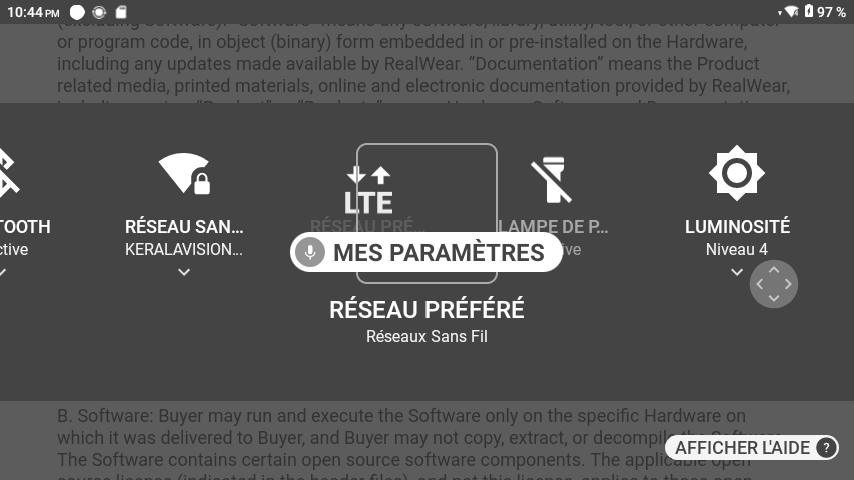 10:44 PM 97 %
or program code, in object (binary) form embedded in or pre-installed on the Hardware,
including any updates made available by RealWear. “Documentation” means the Product
related media, printed materials, online and electronic documentation provided by RealWear,
TOOTH
ctive
RÉSEAU SAN...
KERALAVISION...
LTE
RÉSEAU PRÉ...
LAMPE DE P...
ive
LUMINOSITÉ
Niveau 4
MES PARAMÈTRES
RÉSEAU PRÉFÉRÉ
Réseaux Sans Fil
B. Software: Buyer may run and execute the Software only on the specific Hardware on
which it was delivered to Buyer, and Buyer may not copy, extract, or decompile the Software.
The Software contains certain open source software components. The applicable open
AFFICHER L'AIDE ?